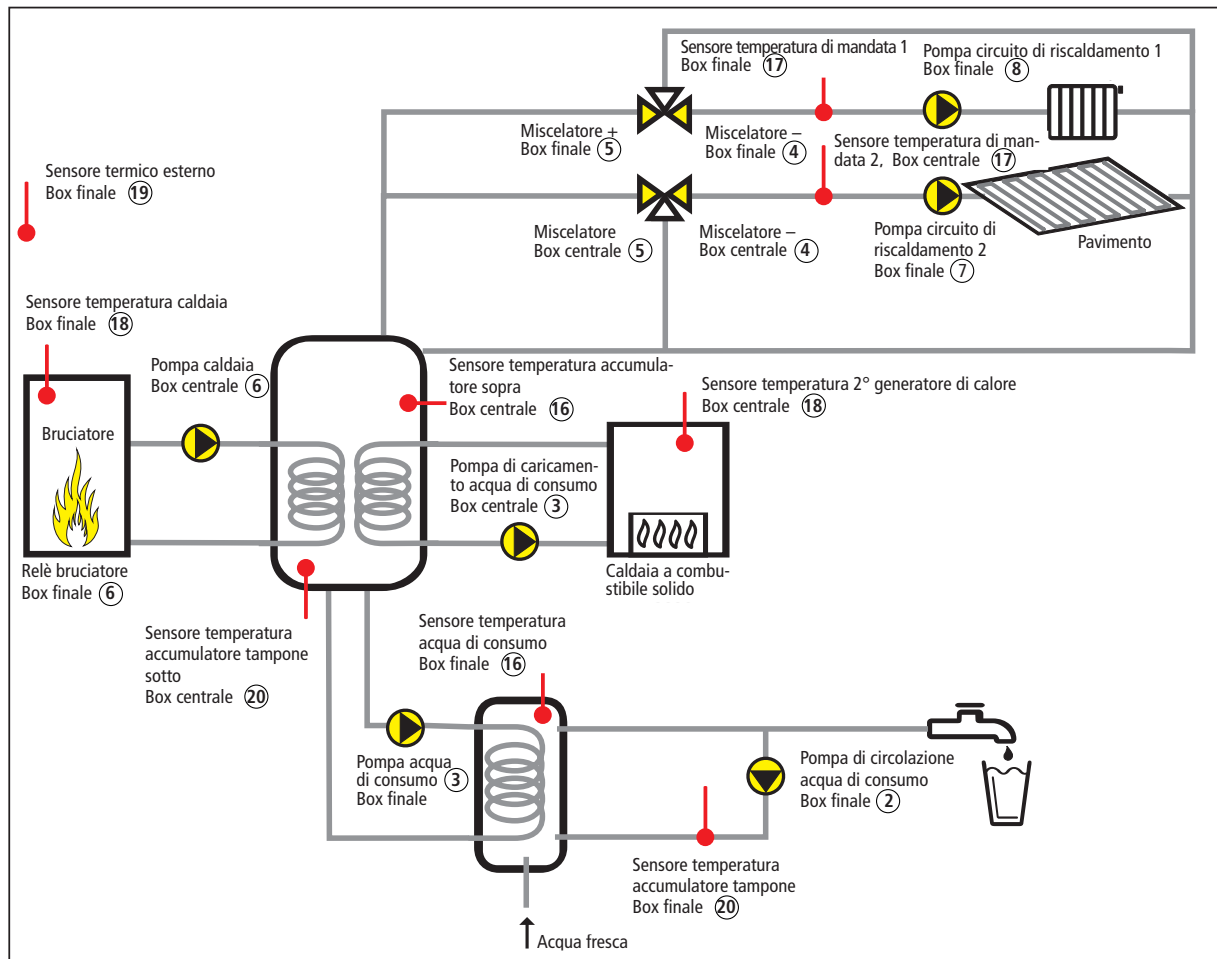 Sensore temperatura di mandata 1
Box finale 17
Pompa circuito di riscaldamento 1
Box finale 8
Miscelatore +
Box finale 5
Miscelatore –
Box finale 4
Sensore temperatura di man-
data 2, Box centrale 17
Sensore termico esterno
Box finale 19
Miscelatore
Box centrale 5
Miscelatore –
Box centrale 4
Pompa circuito di
riscaldamento 2
Box finale 7
Pavimento
Sensore temperatura caldaia
Box finale 18
Pompa caldaia
Box centrale 6
Sensore temperatura accumula-
tore sopra
Box centrale 16
Sensore temperatura 2° generatore di calore
Box centrale 18
Bruciatore
Pompa di caricamen-
to acqua di consumo
Box centrale 3
Relè bruciatore
Box finale 6
Caldaia a combu-
stibile solido
Sensore temperatura
accumulatore tampone
sotto
Box centrale 20
Sensore temperatura
acqua di consumo
Box finale 16
Pompa acqua
di consumo 3
Box finale
Pompa di circolazione
acqua di consumo
Box finale 2
Sensore temperatura
accumulatore tampone
Box finale 20
Acqua fresca